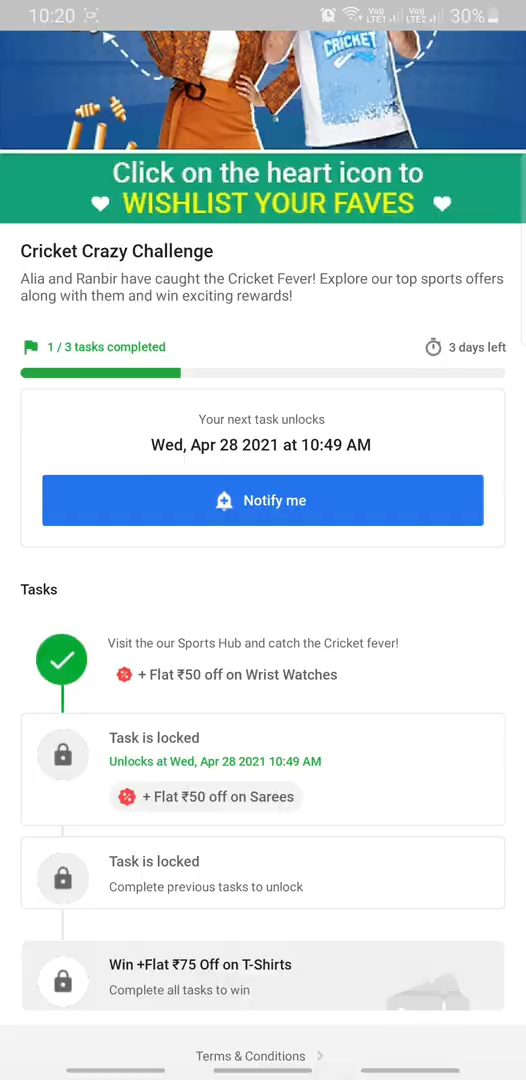 10:20
Vo)) LTE1
Vo)) LTE2
30%
CRICKET
Click on the heart icon to
WISHLIST YOUR FAVES
Cricket Crazy Challenge
Alia and Ranbir have caught the Cricket Fever! Explore our top sports offers
along with them and win exciting rewards!
1 / 3 tasks completed
3 days left
Your next task unlocks
Wed, Apr 28 2021 at 10:49 AM
Notify me
Tasks
Visit the our Sports Hub and catch the Cricket fever!
+ Flat ₹50 off on Wrist Watches
Task is locked
Unlocks at Wed, Apr 28 2021 10:49 AM
+ Flat ₹50 off on Sarees
Task is locked
Complete previous tasks to unlock
Win +Flat ₹75 Off on T-Shirts
Complete all tasks to win
Terms & Conditions